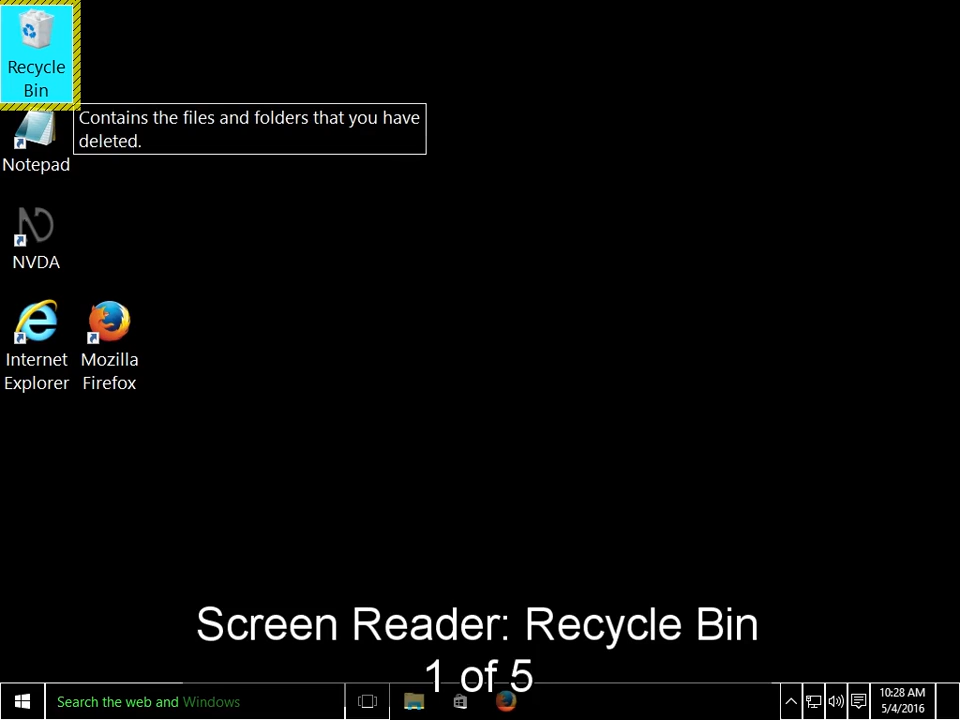 Recycle
Bin
Contains the files and folders that you have
deleted.
Notepad
NVDA
Internet
Explorer
Mozilla
Firefox
Screen Reader: Recycle Bin
1 of 5
Search the web and Windows
10:28 AM
5/4/2016